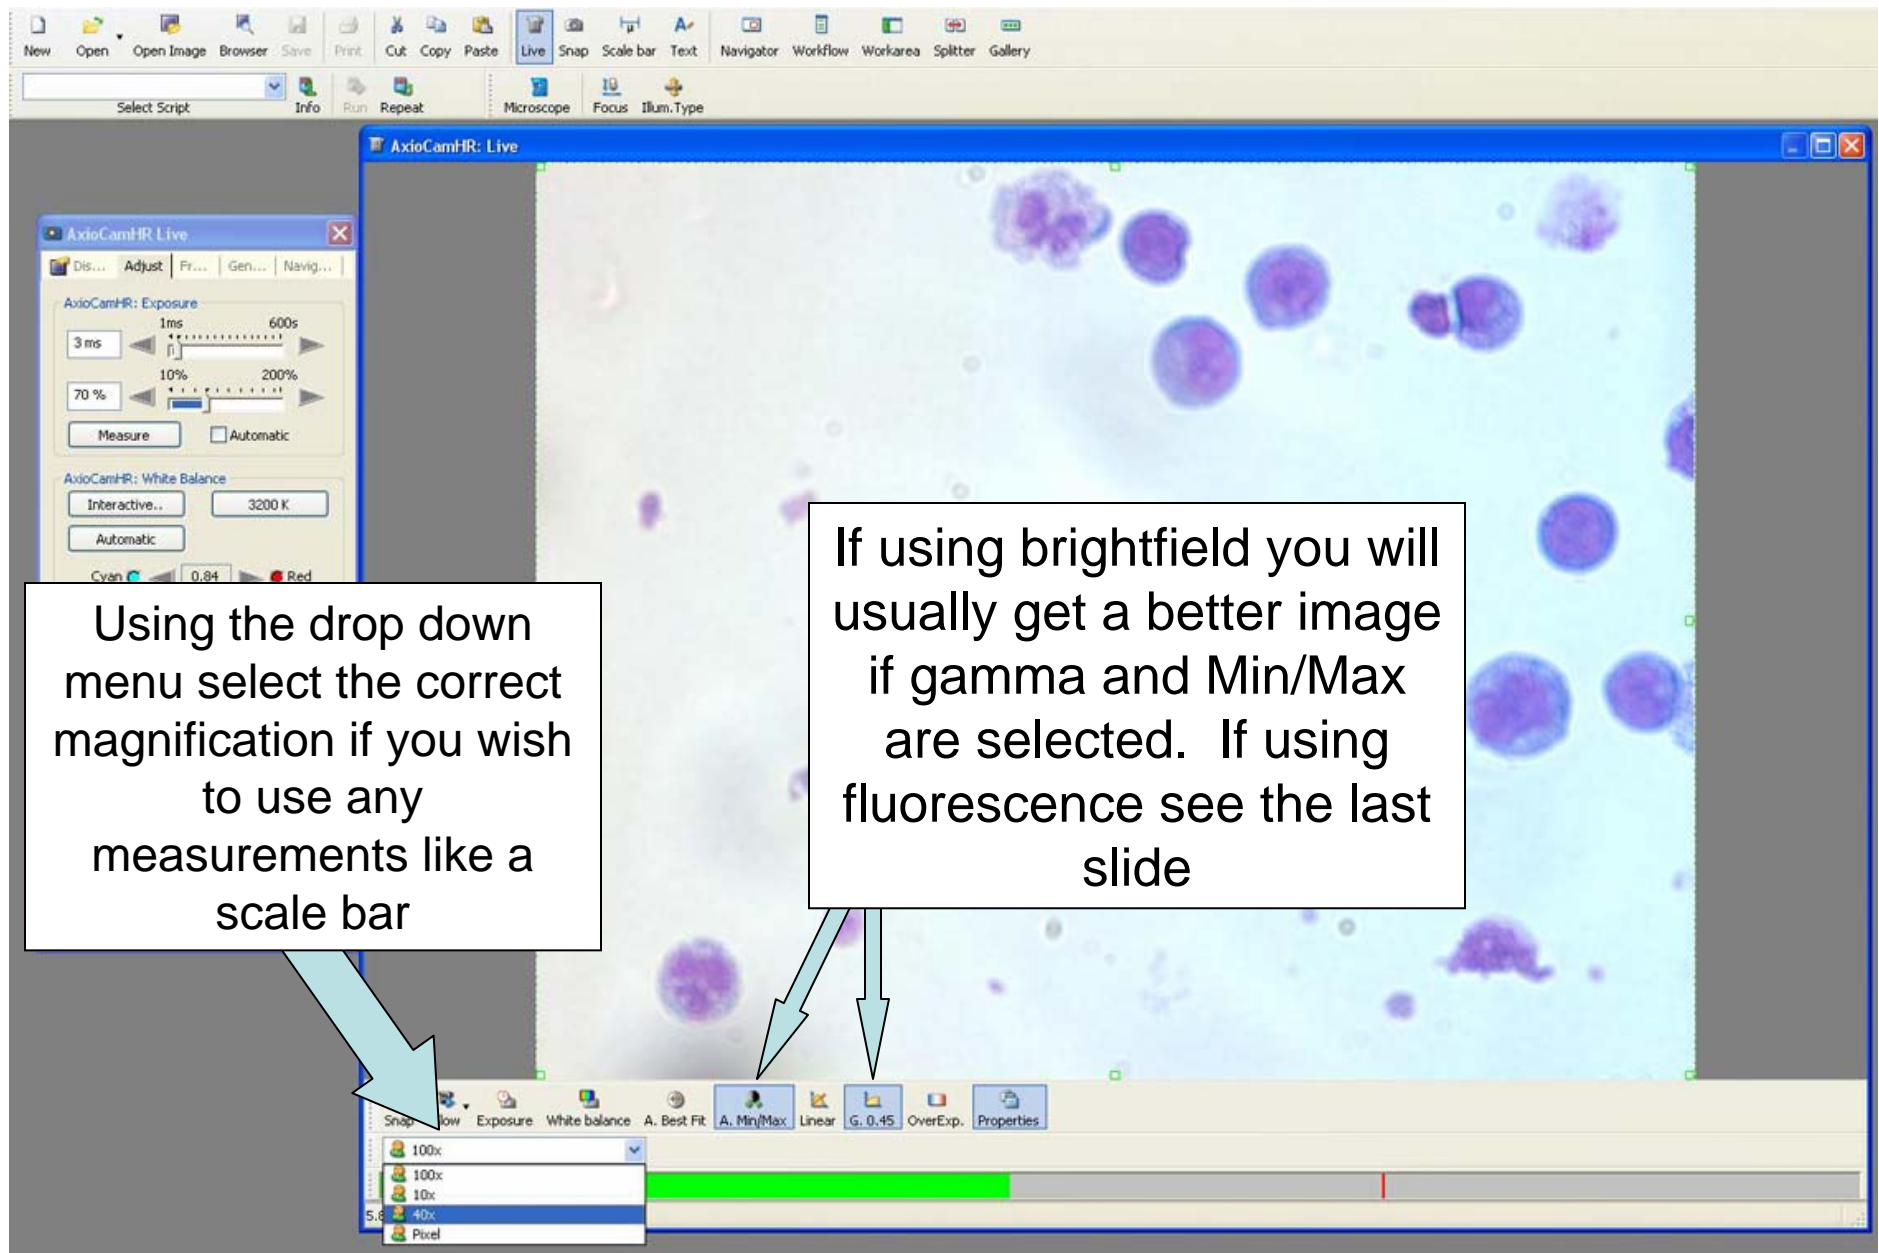 New Open Open Image Browser Save Print Cut Copy Paste Live Snap Scale bar Text Navigator Workflow Workarea Splitter Gallery
Select Script Info Run Repeat Microscope Focus Illum.Type
AxioCamHR: Live
AxioCamHR Live
Dis... Adjust Fr... Gen... Navig...
AxioCamHR: Exposure
1ms 600s
3 ms
10% 200%
70 %
Measure Automatic
AxioCamHR: White Balance
Interactive.. 3200 K
Automatic
Cyan 0.84 Red
Using the drop down
menu select the correct
magnification if you wish
to use any
measurements like a
scale bar
If using brightfield you will
usually get a better image
if gamma and Min/Max
are selected. If using
fluorescence see the last
slide
Snap Exposure White balance A. Best Fit A. Min/Max Linear G. 0.45 OverExp. Properties
100x
100x
10x
40x
Pixel